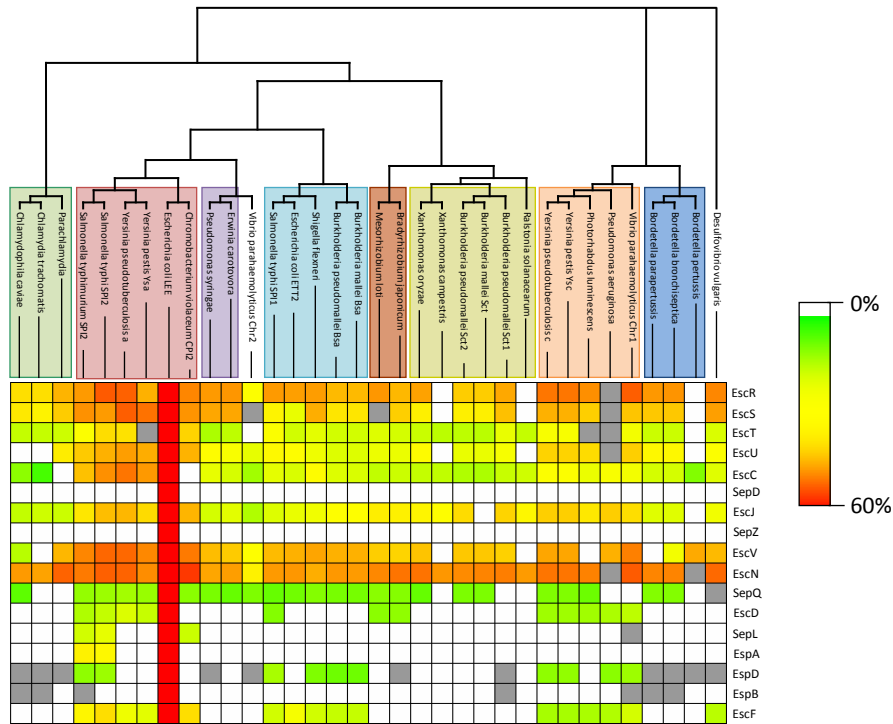 Chlamydophila caviae
Chlamydia trachomatis
Parachlamydia
Salmonella typhimurium SPI2
Salmonella typhi SPI2
Yersinia pseudotuberculosis a
Yersinia pestis Ysa
Escherichia coli LEE
Chromobacterium violaceum CPI2
Pseudomonas syringae
Erwinia carotovora
Vibrio parahaemolyticus Chr2
Salmonella typhi SPI1
Escherichia coli ETT2
Shigella flexneri
Burkholderia pseudomallei Bsa
Burkholderia mallei Bsa
Mesorhizobium loti
Bradyrhizobium japonicum
Xanthomonas oryzae
Xanthomonas campestris
Burkholderia pseudomallei Sct2
Burkholderia mallei Sct
Burkholderia pseudomallei Sct1
Ralstonia solanacearum
Yersinia pseudotuberculosis c
Yersinia pestis Ysc
Photorhabdus luminescens
Pseudomonas aeruginosa
Vibrio parahaemolyticus Chr1
Bordetella parapertussis
Bordetella bronchiseptica
Bordetella pertussis
Desulfovibrio vulgaris
0%
60%
EscR
EscS
EscT
EscU
EscC
SepD
EscJ
SepZ
EscV
EscN
SepQ
EscD
SepL
EspA
EspD
EspB
EscF